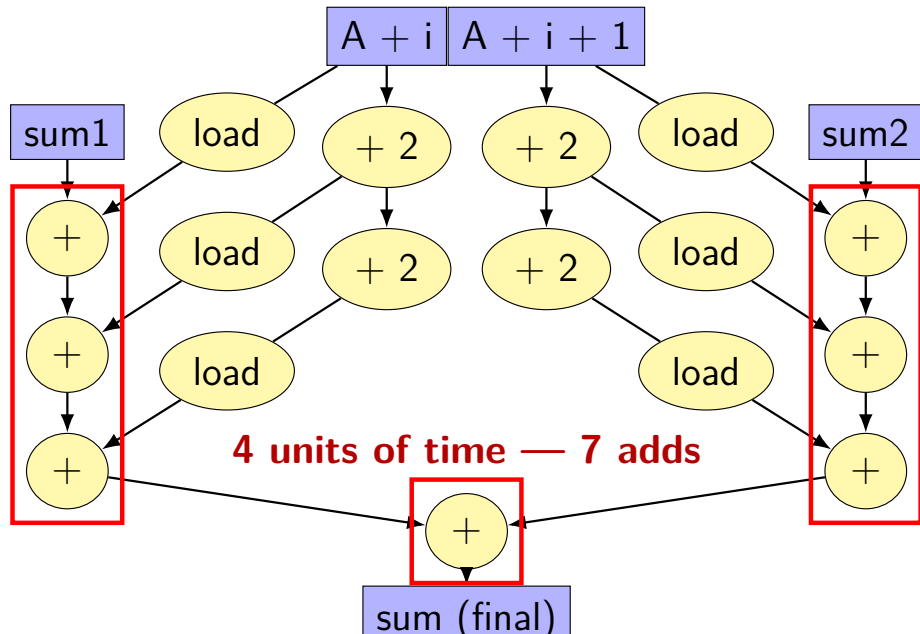 A + i A + i + 1
sum1 load + 2 + 2 load sum2
+ load + 2 + 2 load +
+ load load +
4 units of time — 7 adds
+ +
+
sum (final)